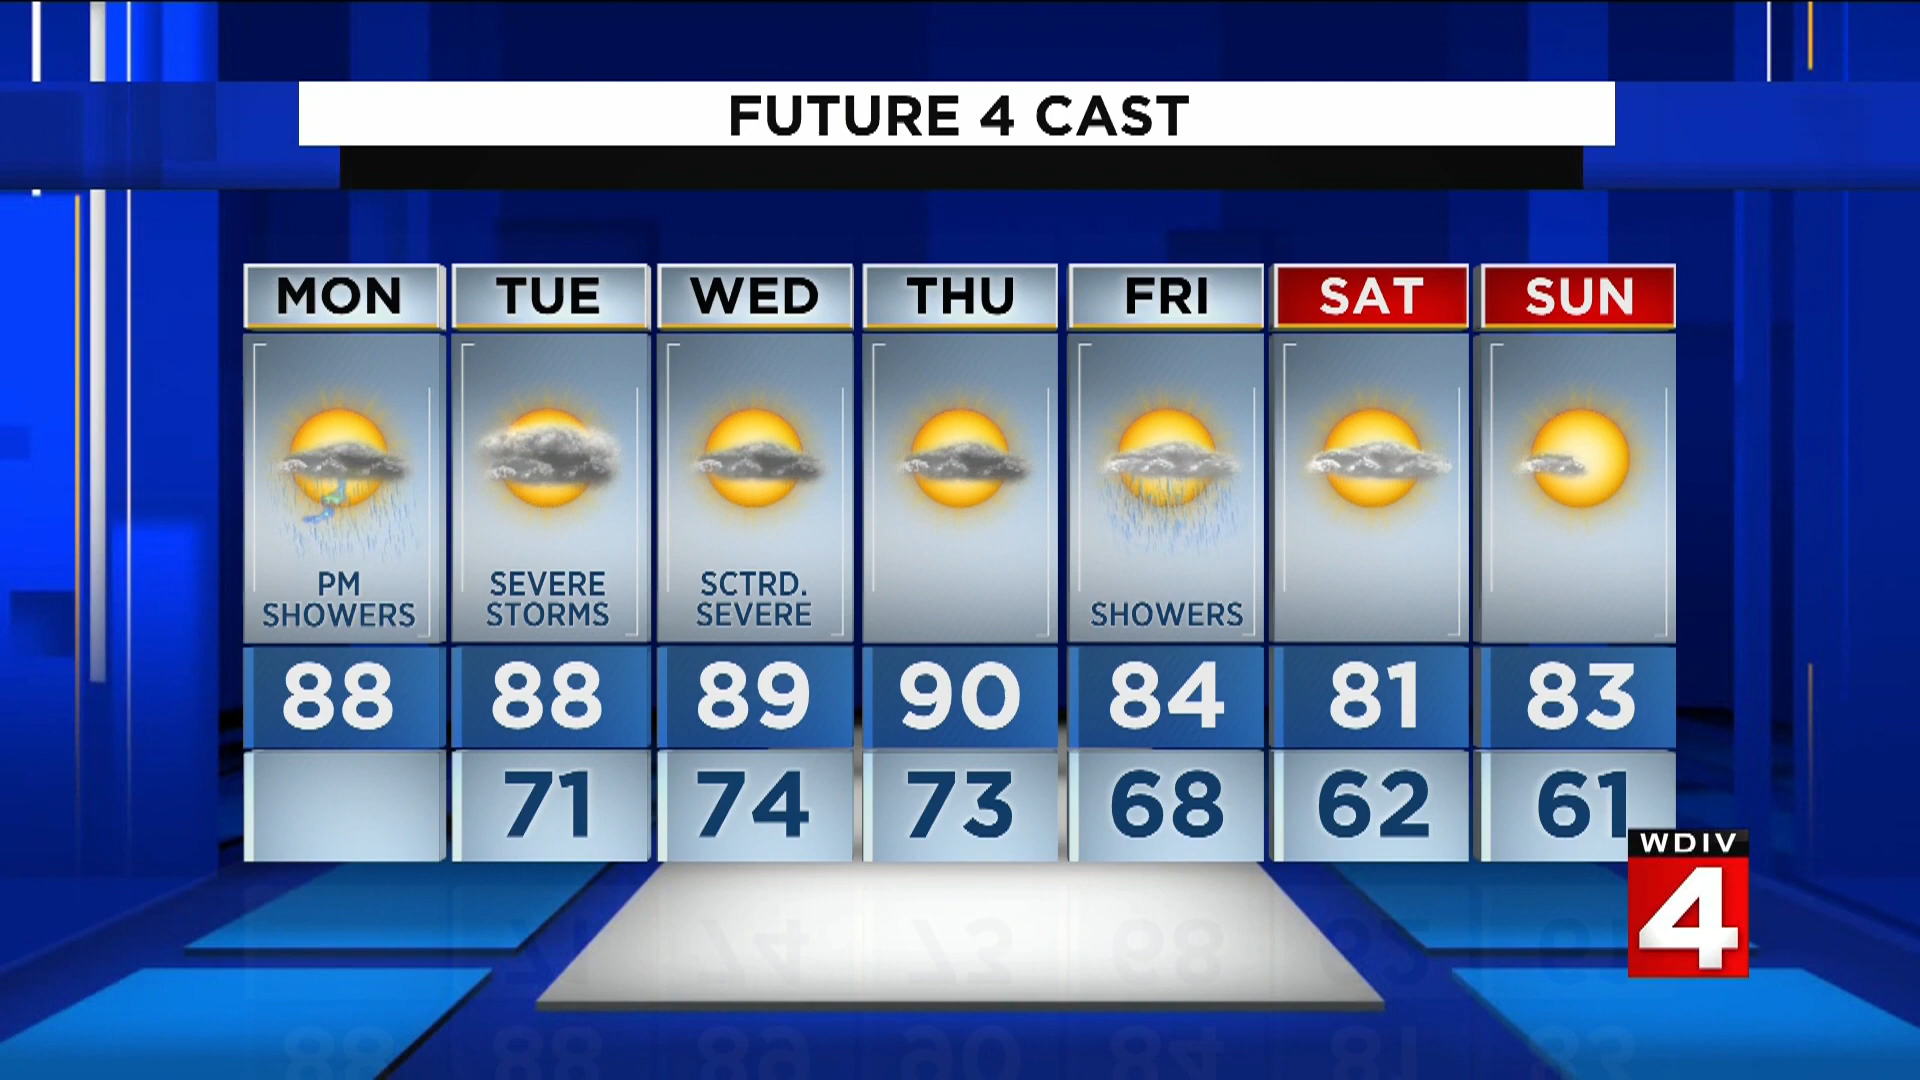 FUTURE 4 CAST
MON TUE WED THU FRI SAT SUN
PM
SHOWERS
SEVERE
STORMS
SCTRD.
SEVERE
SHOWERS
88 88 89 90 84 81 83
71 74 73 68 62 61
WDIV
4